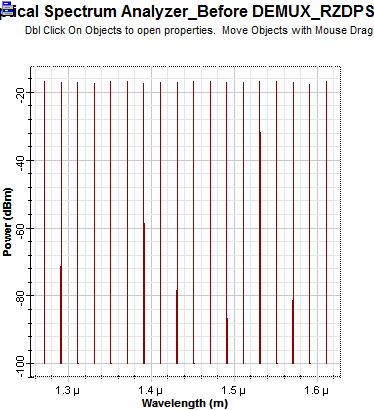 pical Spectrum Analyzer_Before DEMUX_RZDPS
Dbl Click On Objects to open properties. Move Objects with Mouse Drag
Power (dBm)
-20
-40
-60
-80
-100
1.3 µ 1.4 µ 1.5 µ 1.6 µ
Wavelength (m)